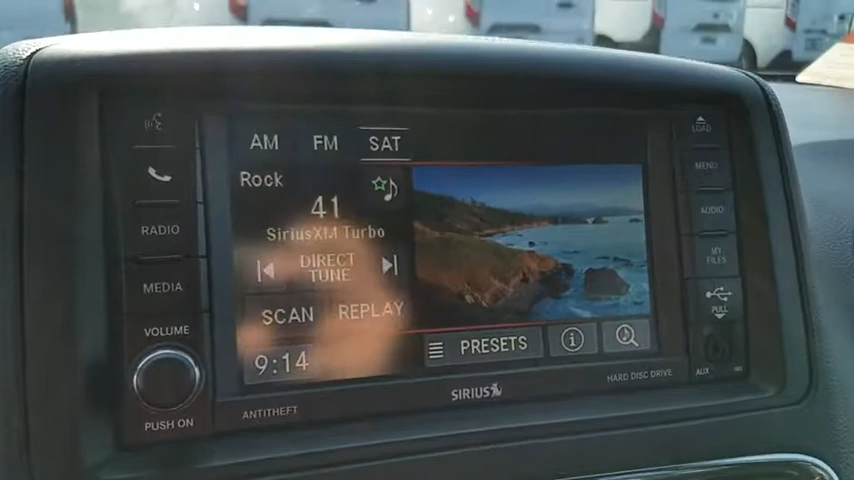 LOAD
AM FM SAT
MENU
Rock
41
RADIO
AUDIO
SiriusXM Turbo
MY FILES
DIRECT TUNE
MEDIA
PULL
SCAN REPLAY
VOLUME
PRESETS
9:14
AUX
HARD DISC DRIVE
SIRIUS
ANTITHEFT
PUSH ON